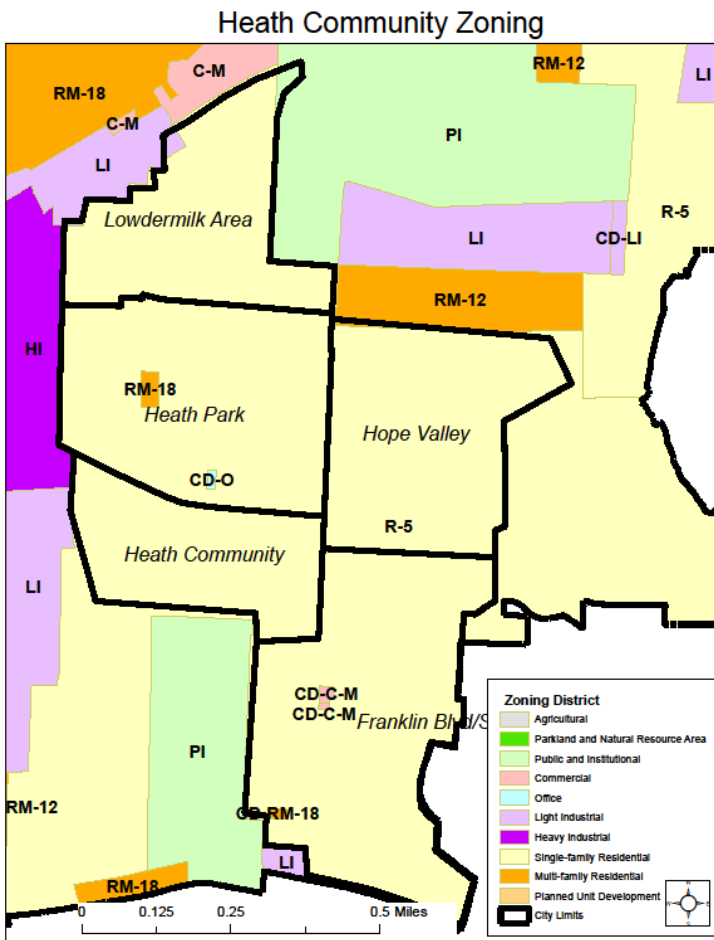 Heath Community Zoning
C-M
RM-12
LI
RM-18
C-M
PI
LI
R-5
Lowdermilk Area
LI
CD-LI
RM-12
HI
RM-18
Heath Park
Hope Valley
CD-O
R-5
Heath Community
LI
CD-C-M
CD-C-M
Franklin Blvd/S
PI
RM-12
CD-RM-18
LI
RM-18
0 0.125 0.25 0.5 Miles
Zoning District
Agricultural
Parkland and Natural Resource Area
Public and Institutional
Commercial
Office
Light Industrial
Heavy Industrial
Single-family Residential
Multi-family Residential
Planned Unit Development
City Limits
N
W E
S